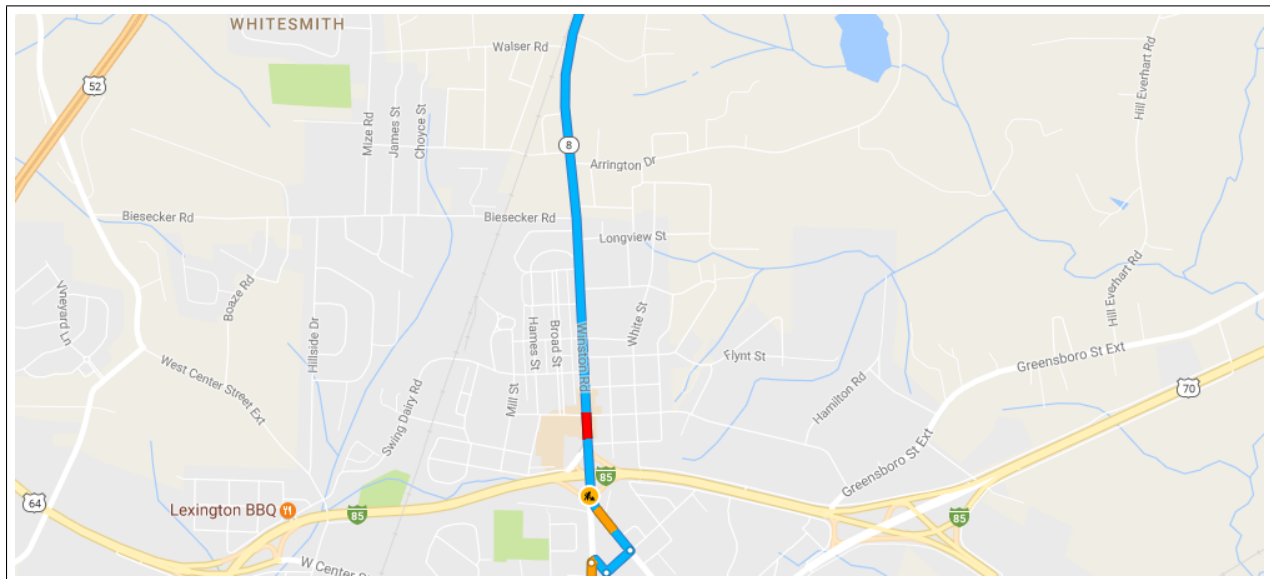 WHITESMITH
Walser Rd
52
Mize Rd
James St
Choyce St
Hill Everhart Rd
8
Arrington Dr
Biesecker Rd
Biesecker Rd
Longview St
Hill Everhart Rd
Vineyard Ln
Boaze Rd
Hillside Dr
Hames St
Broad St
Winston Rd
White St
Flynt St
Greensboro St Ext
West Center Street Ext
Swing Dairy Rd
Mill St
Hamilton Rd
70
Greensboro St Ext
85
64
Lexington BBQ
85
85
W Center St